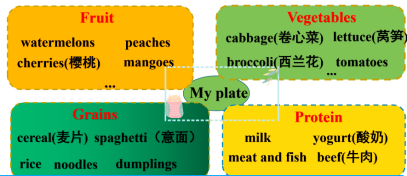 Fruit
watermelons peaches
cherries(樱桃) mangoes
...
Vegetables
cabbage(卷心菜) lettuce(莴笋)
broccoli(西兰花) tomatoes
...
My plate
Grains
cereal(麦片) spaghetti（意面）
rice noodles dumplings
Protein
milk yogurt(酸奶)
meat and fish beef(牛肉)